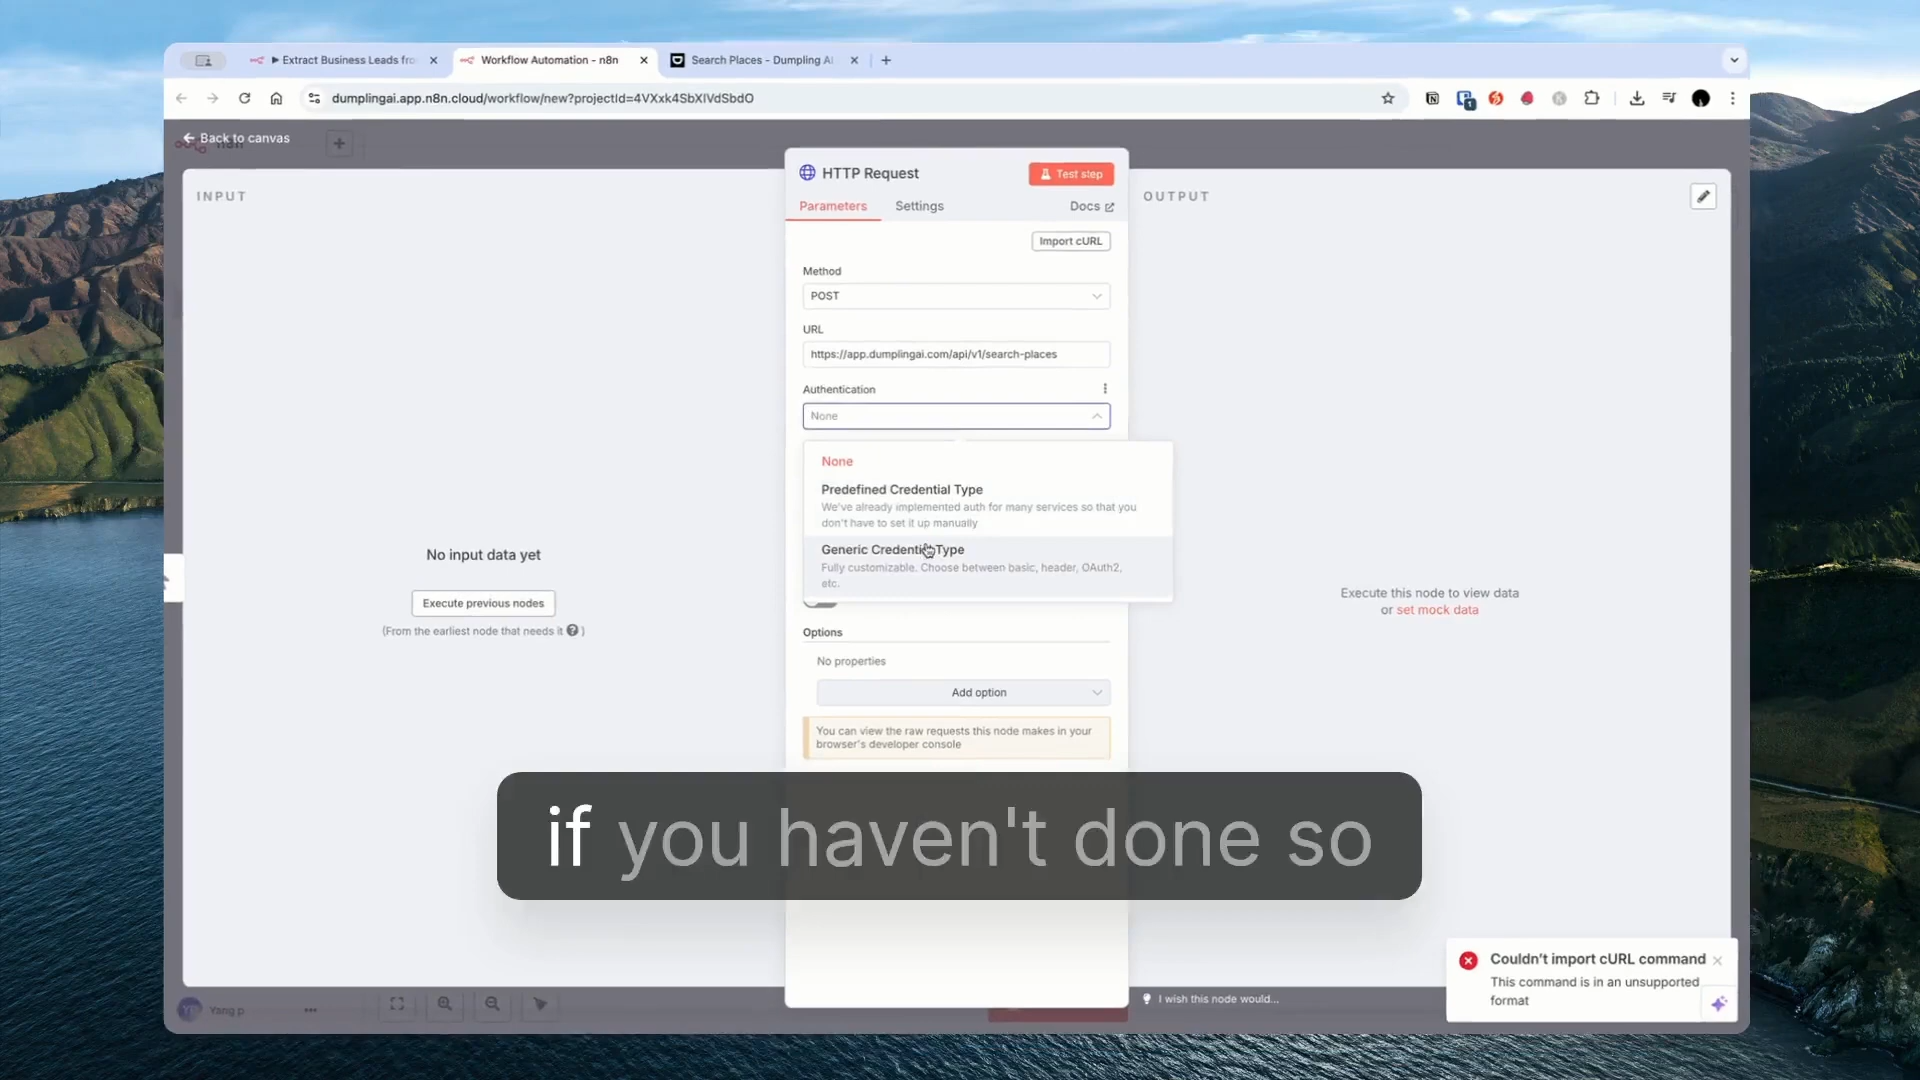 Extract Business Leads fro
Workflow Automation - n8n
Search Places - Dumpling AI
dumplingai.app.n8n.cloud/workflow/new?projectId=4VXxk4SbXlVdSbdO
Back to canvas
n8n
INPUT
No input data yet
Execute previous nodes
(From the earliest node that needs it ? )
HTTP Request
Test step
Parameters
Settings
Docs
Import cURL
Method
POST
URL
https://app.dumplingai.com/api/v1/search-places
Authentication
None
None
Predefined Credential Type
We've already implemented auth for many services so that you
don't have to set it up manually
Generic Credential Type
Fully customizable. Choose between basic, header, OAuth2,
etc.
Options
No properties
Add option
You can view the raw requests this node makes in your
browser's developer console
OUTPUT
Execute this node to view data
or set mock data
if you haven't done so
I wish this node would...
Couldn't import cURL command
This command is in an unsupported
format
Yang p